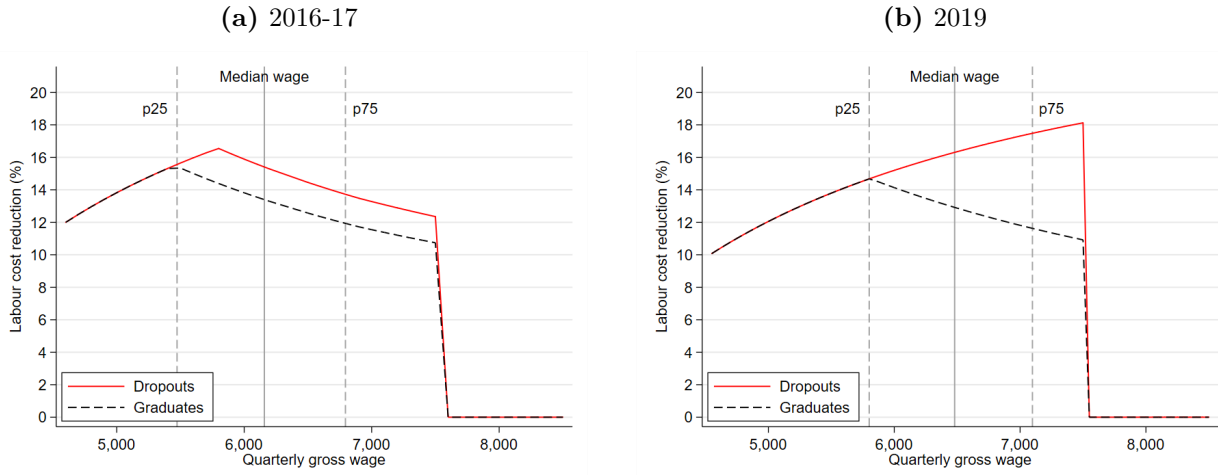 (a) 2016-17
Median wage
p25
p75
20
18
16
14
12
10
8
6
4
2
0
Labour cost reduction (%)
Dropouts
Graduates
5,000 6,000 7,000 8,000
Quarterly gross wage
(b) 2019
Median wage
p25
p75
20
18
16
14
12
10
8
6
4
2
0
Labour cost reduction (%)
Dropouts
Graduates
5,000 6,000 7,000 8,000
Quarterly gross wage